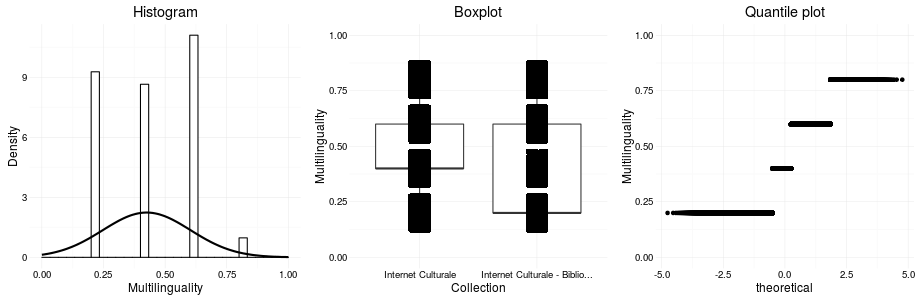 Histogram
Density
9
6
3
0
0.00 0.25 0.50 0.75 1.00
Multilinguality
Boxplot
Multilinguality
1.00
0.75
0.50
0.25
0.00
Internet Culturale Internet Culturale - Biblio...
Collection
Quantile plot
Multilinguality
1.00
0.75
0.50
0.25
0.00
-5.0 -2.5 0.0 2.5 5.0
theoretical